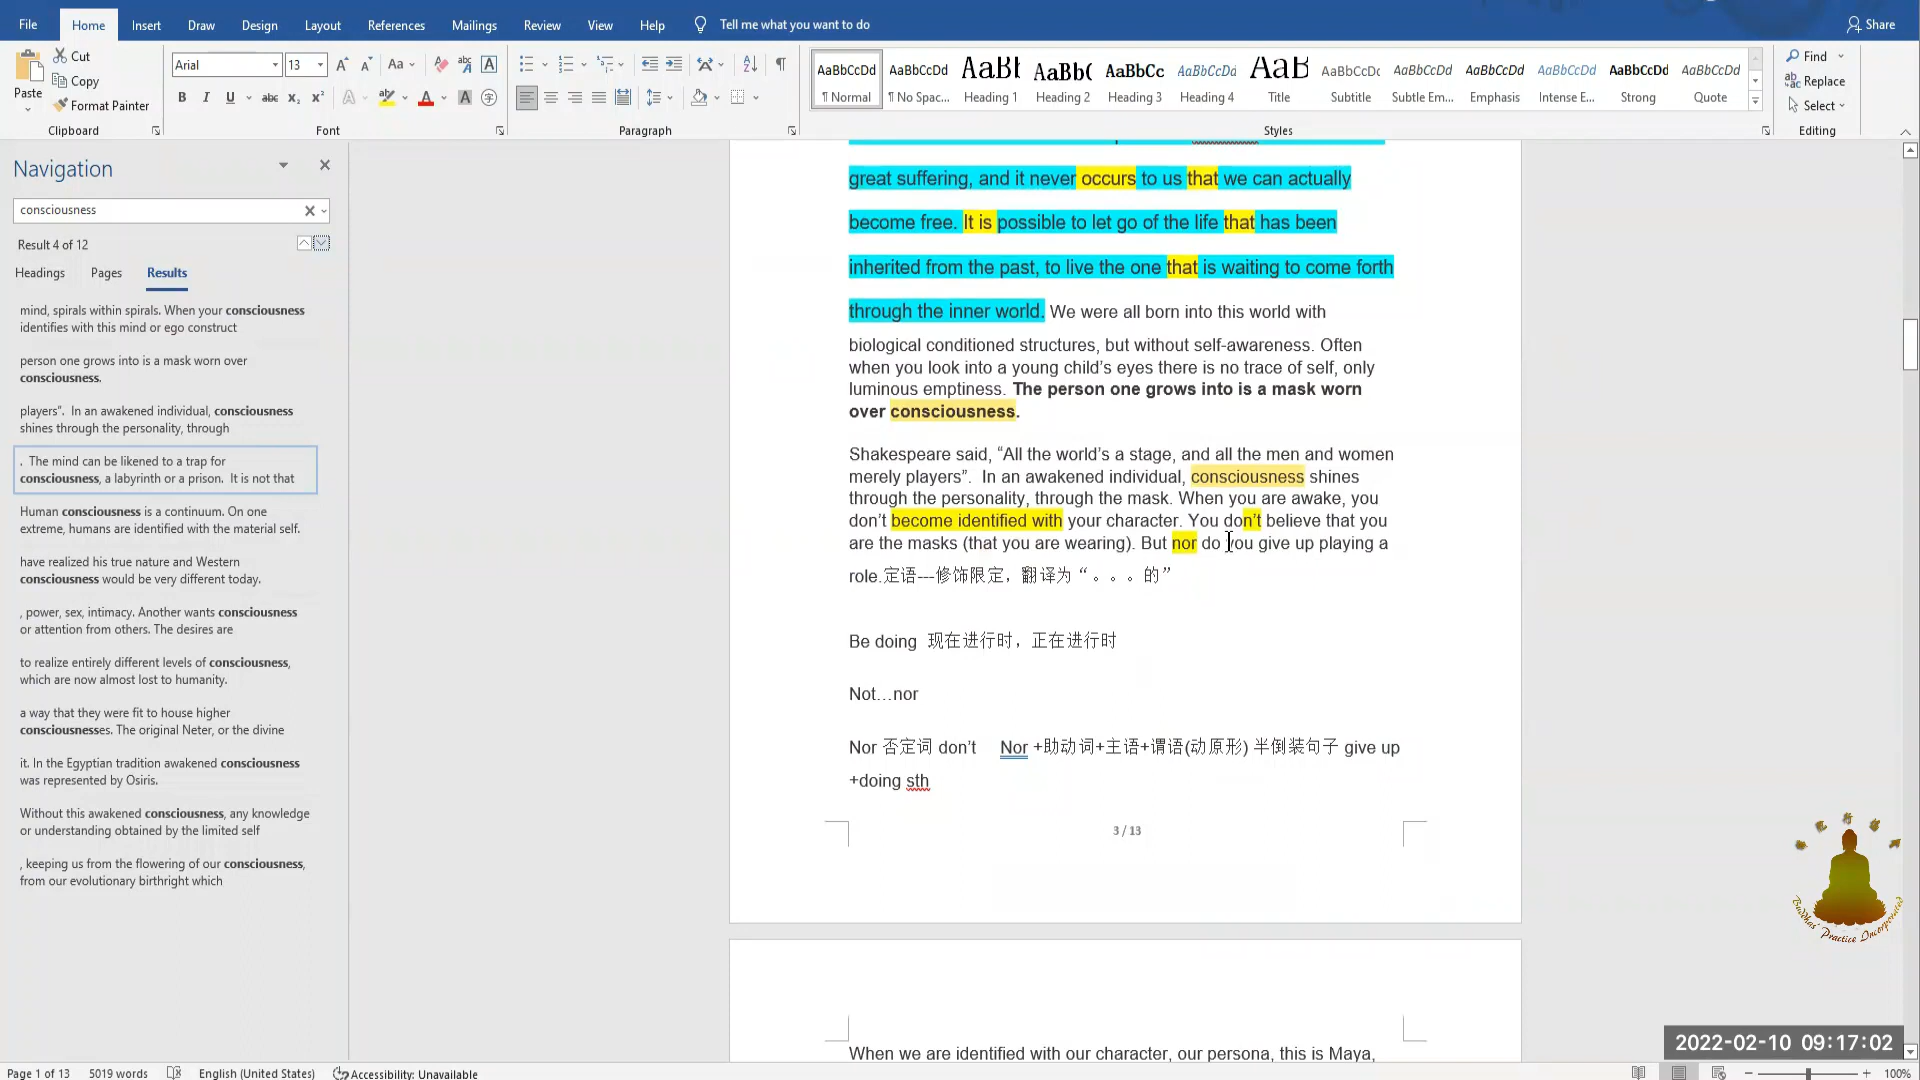 File Home Insert Draw Design Layout References Mailings Review View Help Tell me what you want to do Share
Cut
Copy
Format Painter
Paste
Clipboard
Arial 13
Font
Paragraph
AaBbCcDd AaBbCcDd AaBl AaBb( AaBbCc AaBbCcDd AaB AaBbCcDc AaBbCcDd AaBbCcDd AaBbCcDd AaBbCcDd AaBbCcDd
¶ Normal ¶ No Spac... Heading 1 Heading 2 Heading 3 Heading 4 Title Subtitle Subtle Em... Emphasis Intense E... Strong Quote
Styles
Find
Replace
Select
Editing
Navigation
consciousness
Result 4 of 12
Headings Pages Results
mind, spirals within spirals. When your consciousness
identifies with this mind or ego construct
person one grows into is a mask worn over
consciousness.
players”. In an awakened individual, consciousness
shines through the personality, through
. The mind can be likened to a trap for
consciousness, a labyrinth or a prison. It is not that
Human consciousness is a continuum. On one
extreme, humans are identified with the material self.
have realized his true nature and Western
consciousness would be very different today.
, power, sex, intimacy. Another wants consciousness
or attention from others. The desires are
to realize entirely different levels of consciousness,
which are now almost lost to humanity.
a way that they were fit to house higher
consciousnesses. The original Neter, or the divine
it. In the Egyptian tradition awakened consciousness
was represented by Osiris.
Without this awakened consciousness, any knowledge
or understanding obtained by the limited self
, keeping us from the flowering of our consciousness,
from our evolutionary birthright which
great suffering, and it never occurs to us that we can actually
become free. It is possible to let go of the life that has been
inherited from the past, to live the one that is waiting to come forth
through the inner world. We were all born into this world with
biological conditioned structures, but without self-awareness. Often
when you look into a young child’s eyes there is no trace of self, only
luminous emptiness. The person one grows into is a mask worn
over consciousness.
Shakespeare said, “All the world’s a stage, and all the men and women
merely players”. In an awakened individual, consciousness shines
through the personality, through the mask. When you are awake, you
don’t become identified with your character. You don’t believe that you
are the masks (that you are wearing). But nor do you give up playing a
role.定语---修饰限定，翻译为“。。。的”
Be doing 现在进行时，正在进行时
Not…nor
Nor 否定词 don’t Nor +助动词+主语+谓语(动原形) 半倒装句子 give up
+doing sth
3 / 13
When we are identified with our character, our persona, this is Maya,
Buddhas' Practice Incorporated
2022-02-10 09:17:02
Page 1 of 13 5019 words English (United States) Accessibility: Unavailable 100%